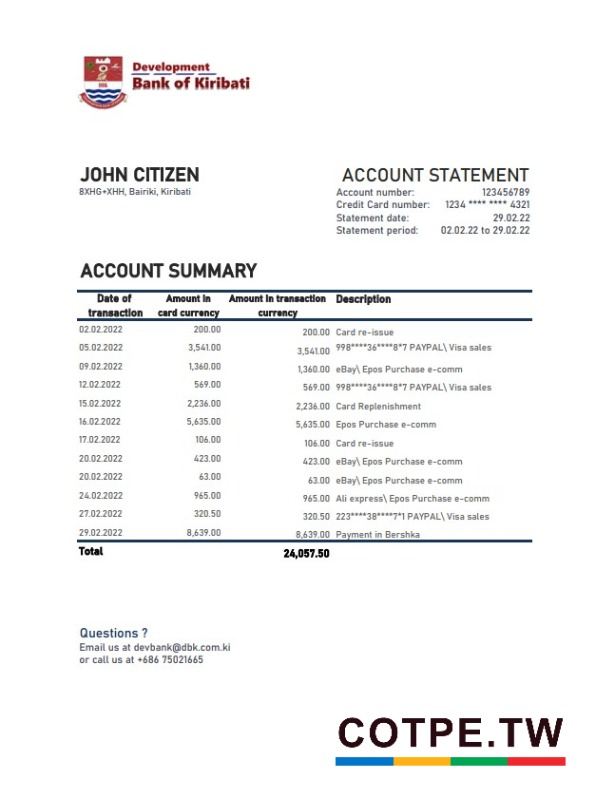 Development
Bank of Kiribati
JOHN CITIZEN
8XHG+XHH, Bairiki, Kiribati
ACCOUNT STATEMENT
Account number: 123456789
Credit Card number: 1234 **** **** 4321
Statement date: 29.02.22
Statement period: 02.02.22 to 29.02.22
ACCOUNT SUMMARY
Date of transaction Amount in card currency Amount in transaction currency Description
02.02.2022 200.00 200.00 Card re-issue
05.02.2022 3,541.00 3,541.00 998****36****8*7 PAYPAL\ Visa sales
09.02.2022 1,360.00 1,360.00 eBay\ Epos Purchase e-comm
12.02.2022 569.00 569.00 998****36****8*7 PAYPAL\ Visa sales
15.02.2022 2,236.00 2,236.00 Card Replenishment
16.02.2022 5,635.00 5,635.00 Epos Purchase e-comm
17.02.2022 106.00 106.00 Card re-issue
20.02.2022 423.00 423.00 eBay\ Epos Purchase e-comm
20.02.2022 63.00 63.00 eBay\ Epos Purchase e-comm
24.02.2022 965.00 965.00 Ali express\ Epos Purchase e-comm
27.02.2022 320.50 320.50 223****38****7*1 PAYPAL\ Visa sales
29.02.2022 8,639.00 8,639.00 Payment in Bershka
Total 24,057.50
Questions ?
Email us at devbank@dbk.com.ki
or call us at +686 75021665
COTPE.TW